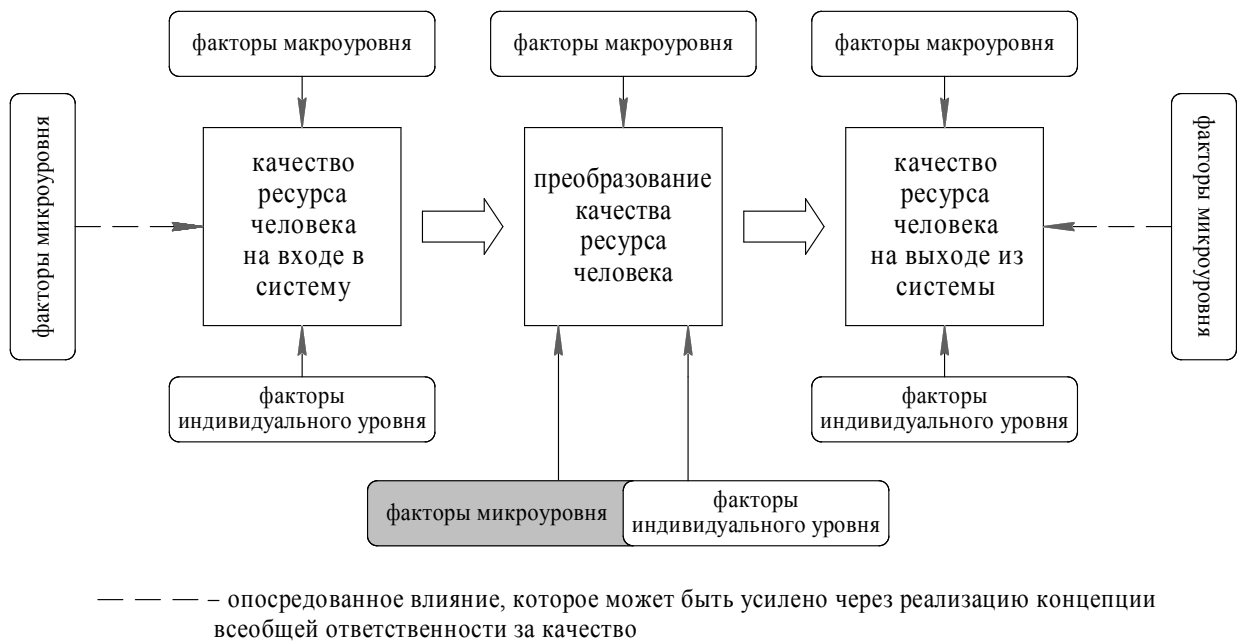 факторы макроуровня
факторы макроуровня
факторы макроуровня
факторы микроуровня
качество
ресурса
человека
на входе в
систему
преобразование
качества
ресурса
человека
качество
ресурса
человека
на выходе из
системы
факторы микроуровня
факторы
индивидуального уровня
факторы
индивидуального уровня
факторы микроуровня
факторы
индивидуального уровня
– опосредованное влияние, которое может быть усилено через реализацию концепции
всеобщей ответственности за качество